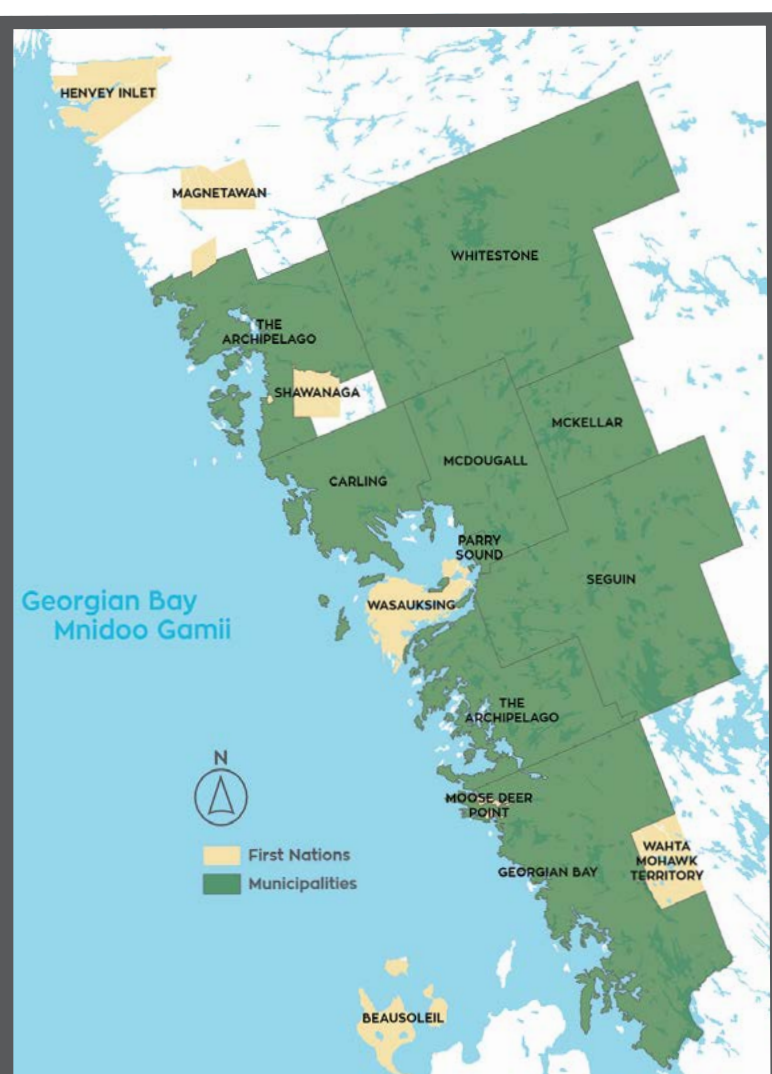 HENVEY INLET
MAGNETAWAN
WHITESTONE
THE
ARCHIPELAGO
SHAWANAGA
MCKELLAR
MCDOUGALL
CARLING
PARRY
SOUND
SEGUIN
WASAUKSING
Georgian Bay
Mnidoo Gamii
THE
ARCHIPELAGO
N
MOOSE DEER
POINT
First Nations
Municipalities
GEORGIAN BAY
WAHTA
MOHAWK
TERRITORY
BEAUSOLEIL